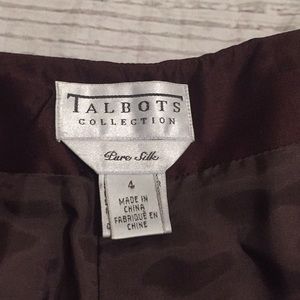 TALBOTS
COLLECTION
Pure Silk
4
MADE IN
CHINA
FABRIQUÉ EN
CHINE